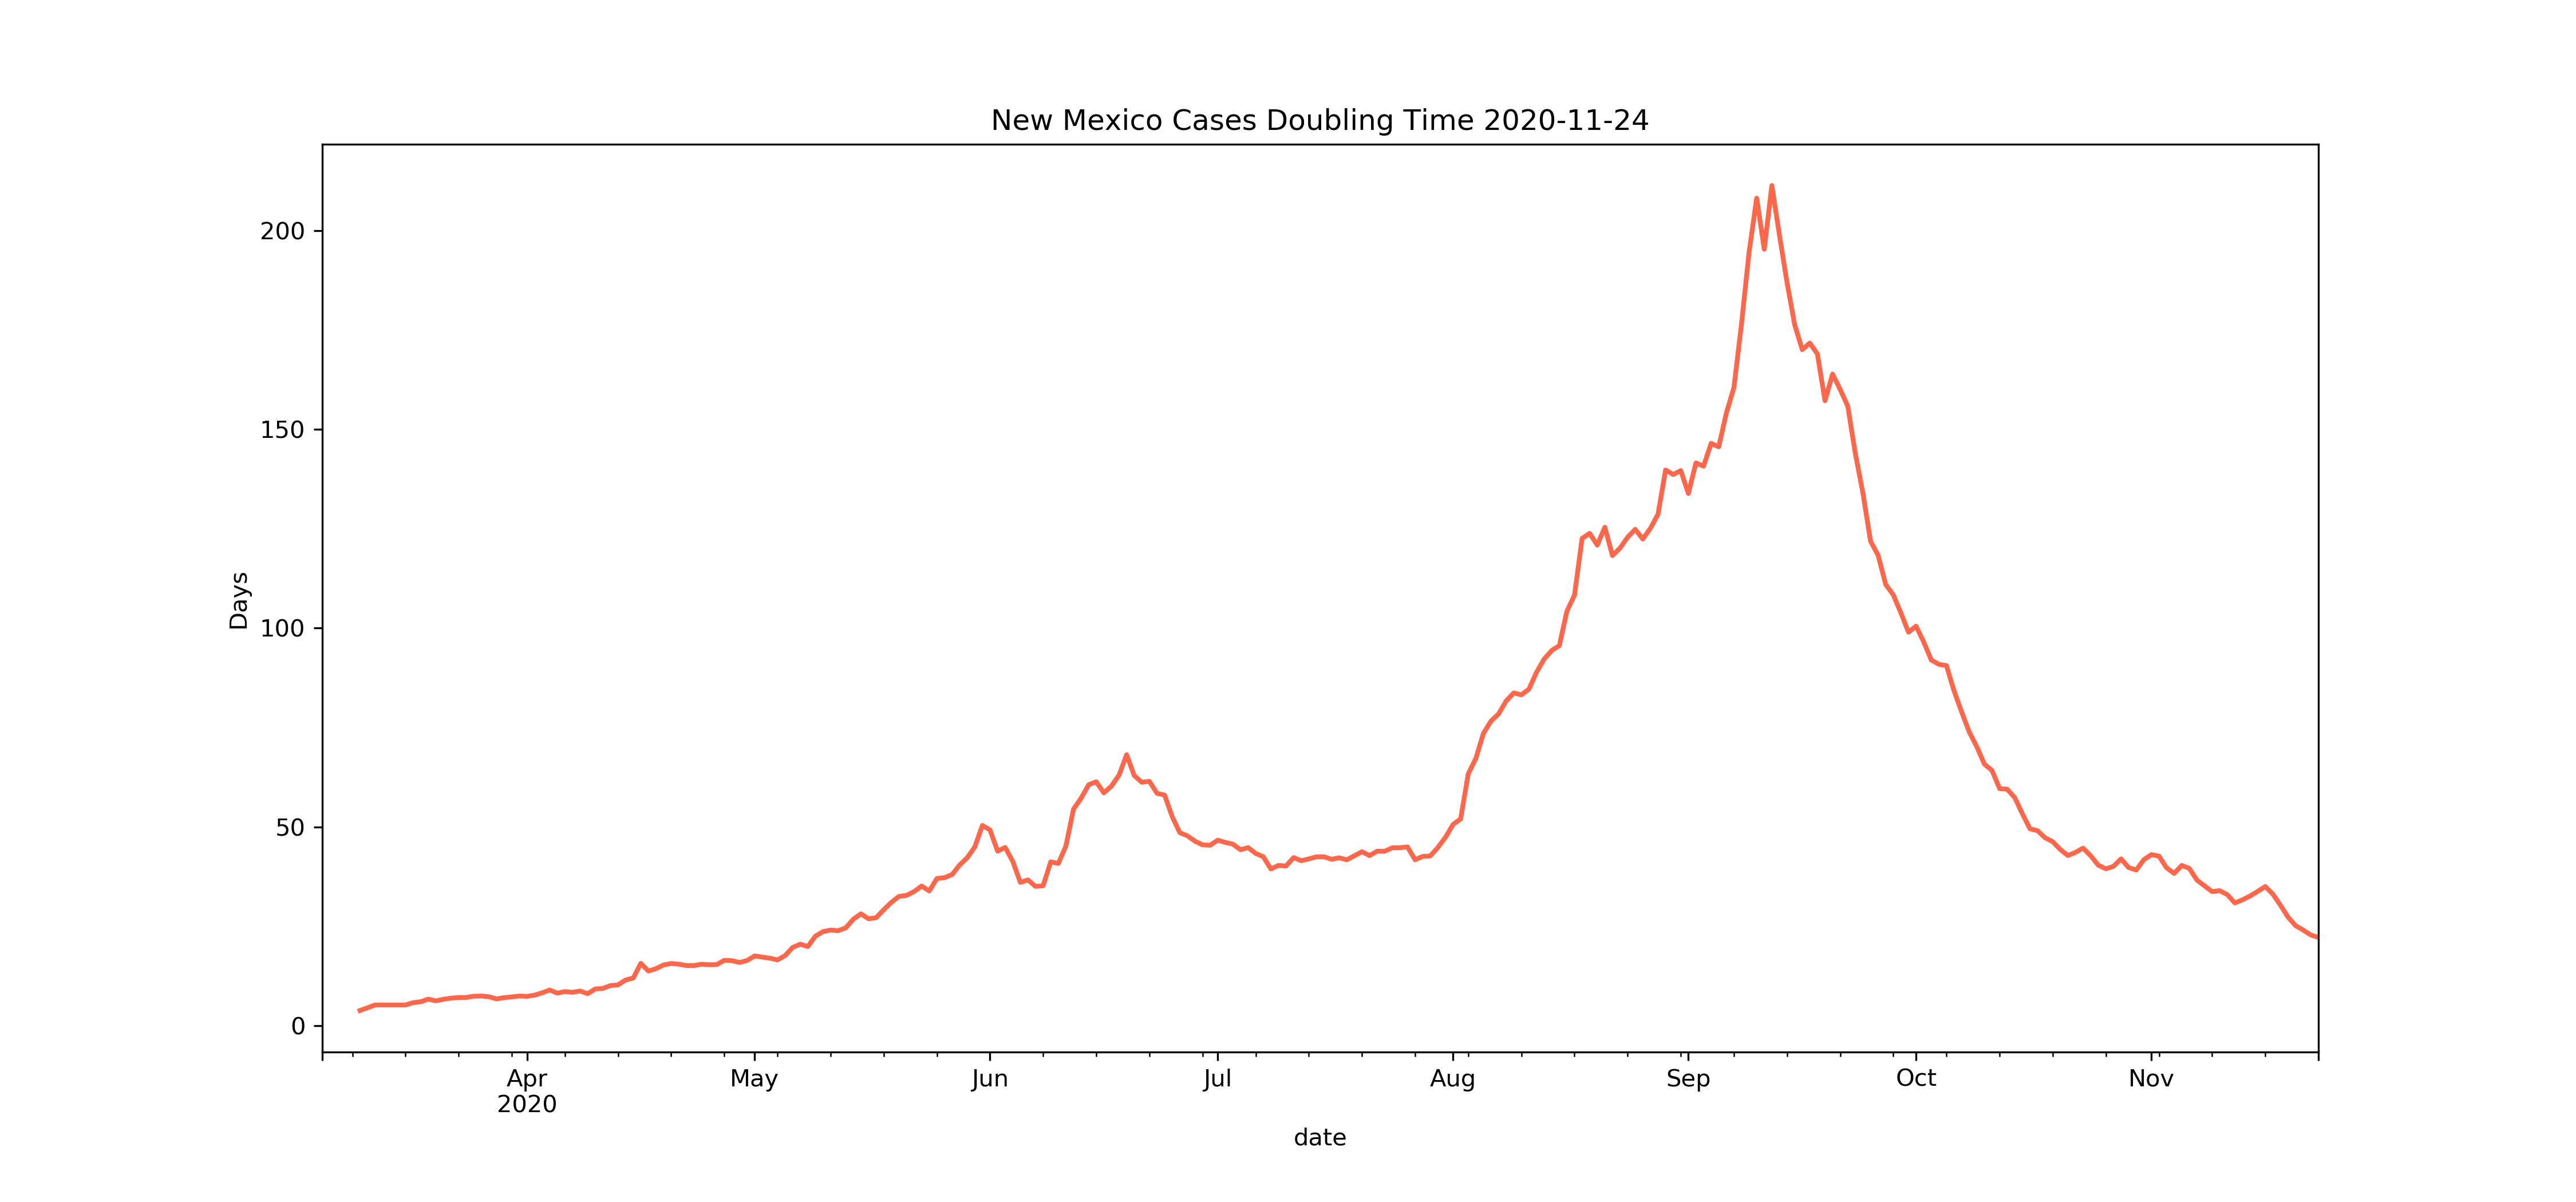 New Mexico Cases Doubling Time 2020-11-24
200
150
100
50
0
Days
Apr May Jun Jul Aug Sep Oct Nov
2020
date